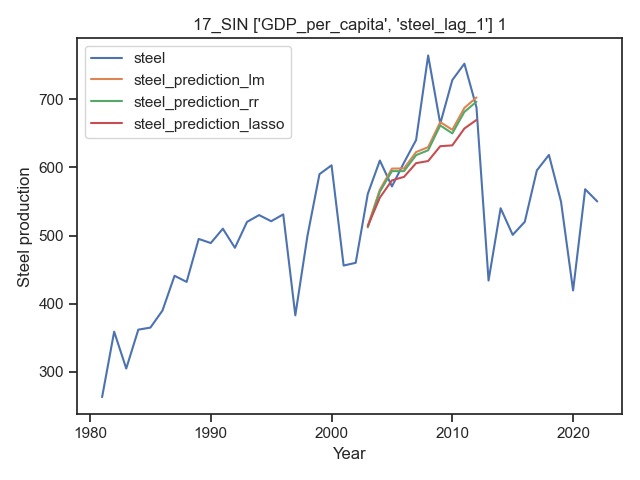 17_SIN ['GDP_per_capita', 'steel_lag_1'] 1
steel
steel_prediction_lm
steel_prediction_rr
steel_prediction_lasso
Steel production
700
600
500
400
300
1980
1990
2000
2010
2020
Year